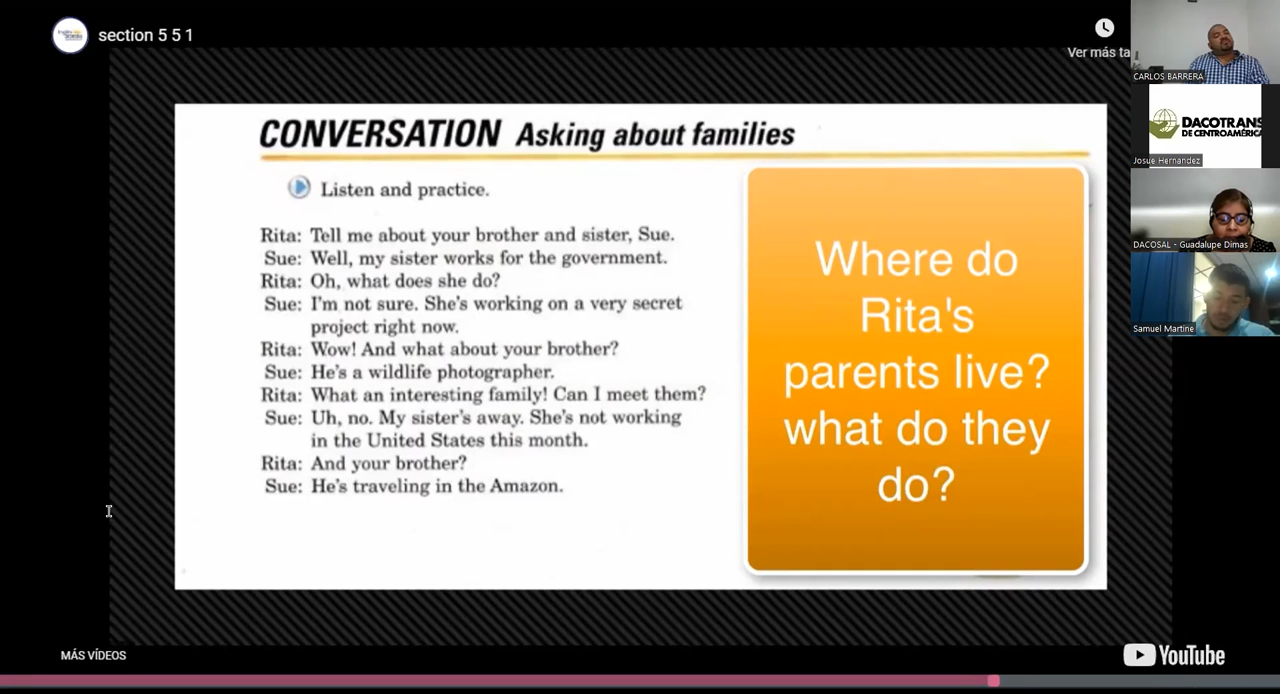 section 5 5 1
Ver más ta
CARLOS BARRERA
DACOTRANS
DE CENTROAMÉRICA
Josue Hernandez
DACOSAL - Guadalupe Dimas
Samuel Martine
CONVERSATION Asking about families
Listen and practice.
Rita: Tell me about your brother and sister, Sue.
Sue: Well, my sister works for the government.
Rita: Oh, what does she do?
Sue: I'm not sure. She's working on a very secret
project right now.
Rita: Wow! And what about your brother?
Sue: He's a wildlife photographer.
Rita: What an interesting family! Can I meet them?
Sue: Uh, no. My sister's away. She's not working
in the United States this month.
Rita: And your brother?
Sue: He's traveling in the Amazon.
Where do
Rita's
parents live?
what do they
do?
MÁS VÍDEOS
YouTube